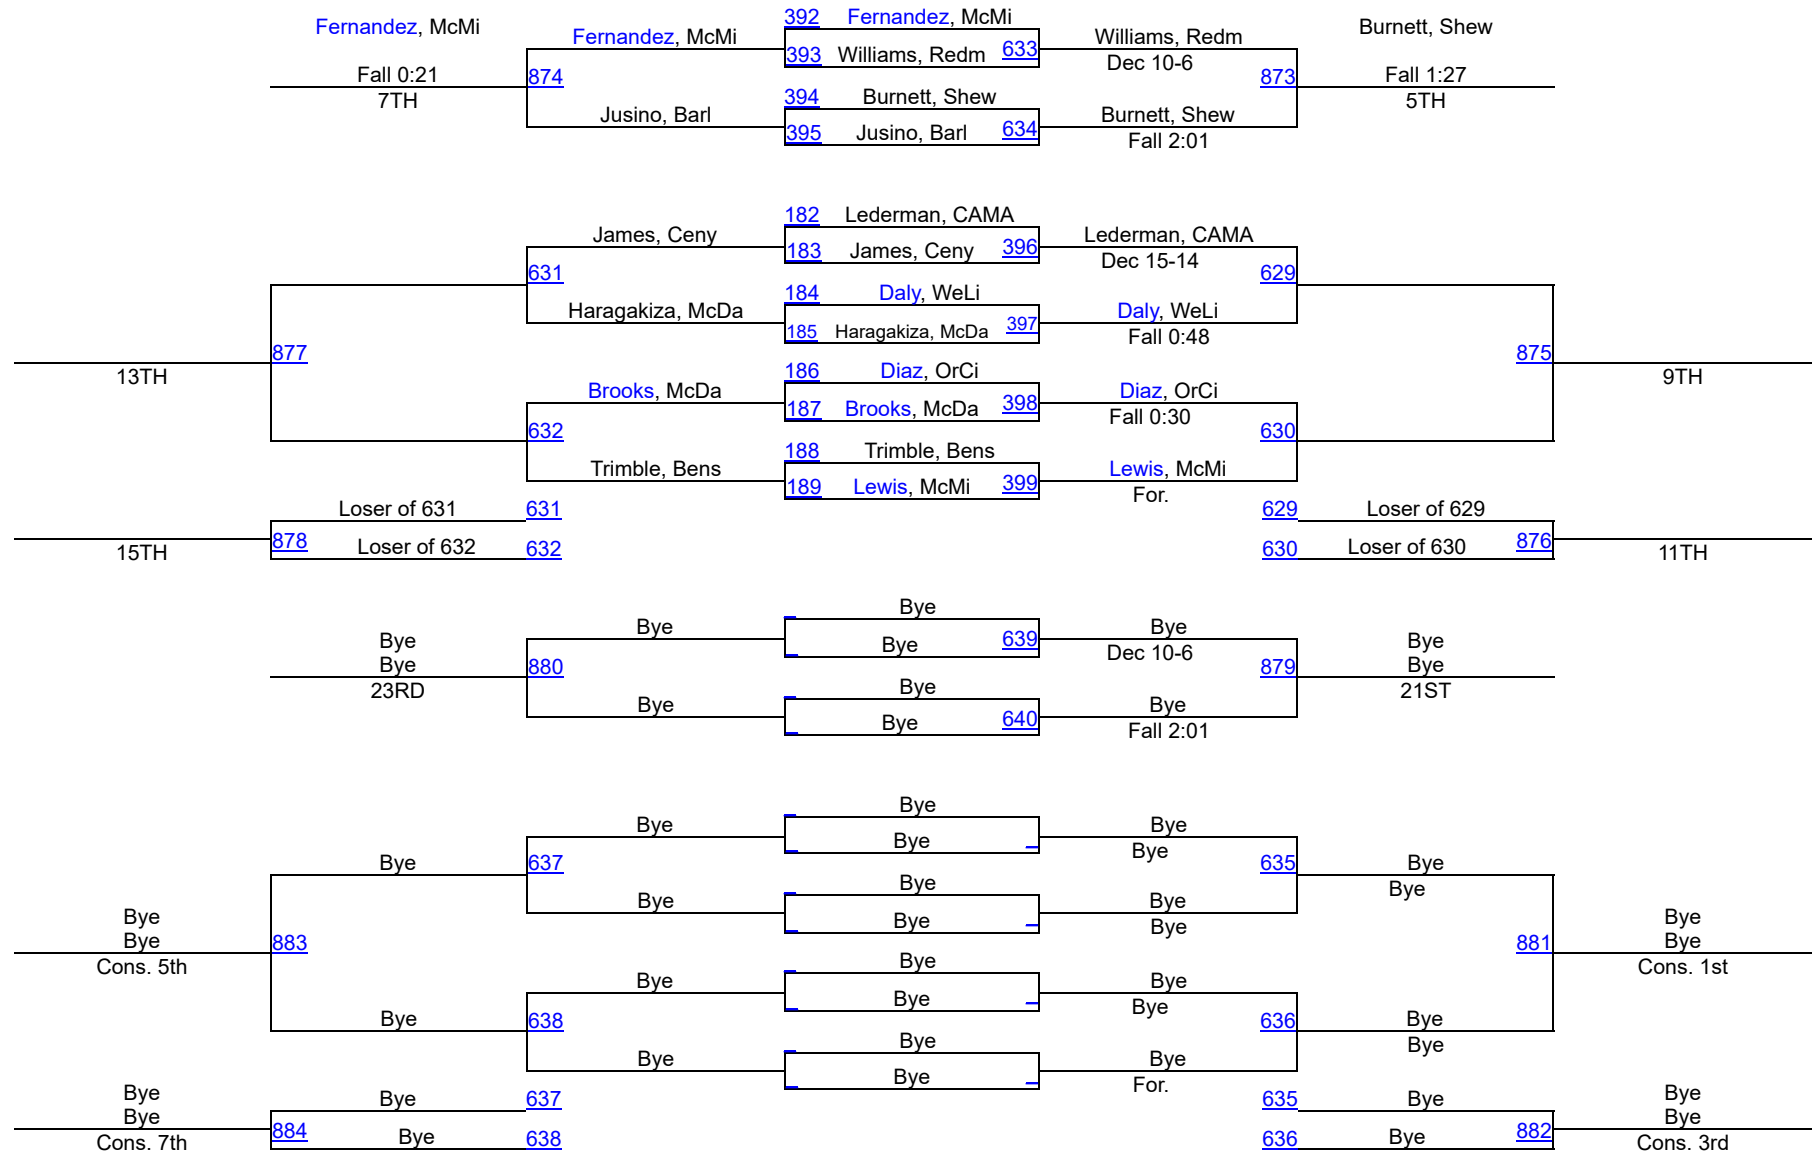 392 Fernandez, McMi
Fernandez, McMi
Burnett, Shew
Fernandez, McMi
Williams, Redm
393 Williams, Redm 633
Dec 10-6
Fall 0:21
874
873
Fall 1:27
7TH
394 Burnett, Shew
5TH
Jusino, Barl
Burnett, Shew
395 Jusino, Barl 634
Fall 2:01
182 Lederman, CAMA
James, Ceny
Lederman, CAMA
183 James, Ceny 396
Dec 15-14
631
629
184 Daly, WeLi
Haragakiza, McDa
Daly, WeLi
185 Haragakiza, McDa 397
Fall 0:48
877
875
13TH
186 Diaz, OrCi
9TH
Brooks, McDa
Diaz, OrCi
187 Brooks, McDa 398
Fall 0:30
632
630
188 Trimble, Bens
Trimble, Bens
Lewis, McMi
189 Lewis, McMi 399
For.
Loser of 631 631
629 Loser of 629
878 Loser of 632 632
630 Loser of 630 876
15TH
11TH
Bye
Bye
Bye
Bye
Bye
Bye 639
Dec 10-6
Bye
880
879
Bye
23RD
Bye
21ST
Bye
Bye
Bye 640
Fall 2:01
Bye
Bye
Bye
Bye
Bye
Bye
637
635
Bye
Bye
Bye
Bye
Bye
Bye
Bye
Bye
Bye
Bye
883
881
Bye
Cons. 5th
Bye
Cons. 1st
Bye
Bye
Bye
Bye
Bye
638
636
Bye
Bye
Bye
Bye
Bye
Bye
For.
Bye
Bye
Bye 637
635 Bye
Bye
Bye
884 Bye 638
636 Bye 882
Cons. 7th
Cons. 3rd